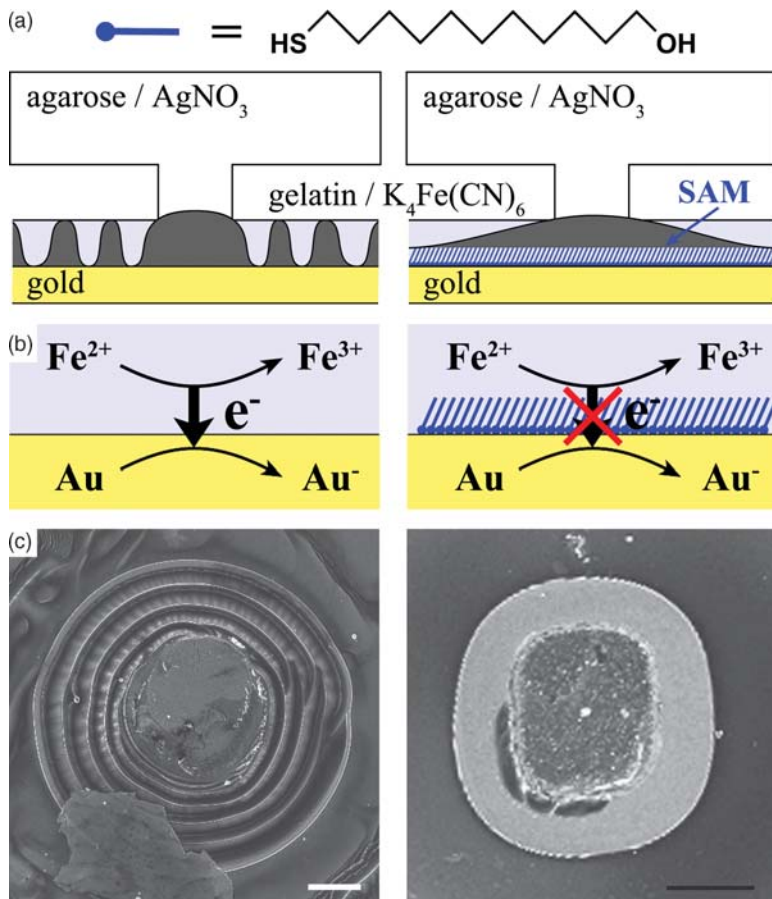 (a)
= HS OH
agarose / AgNO3 agarose / AgNO3
gelatin / K4Fe(CN)6 SAM
gold gold
(b) Fe2+ Fe3+ Fe2+ Fe3+
e- e-
Au Au- Au Au-
(c)